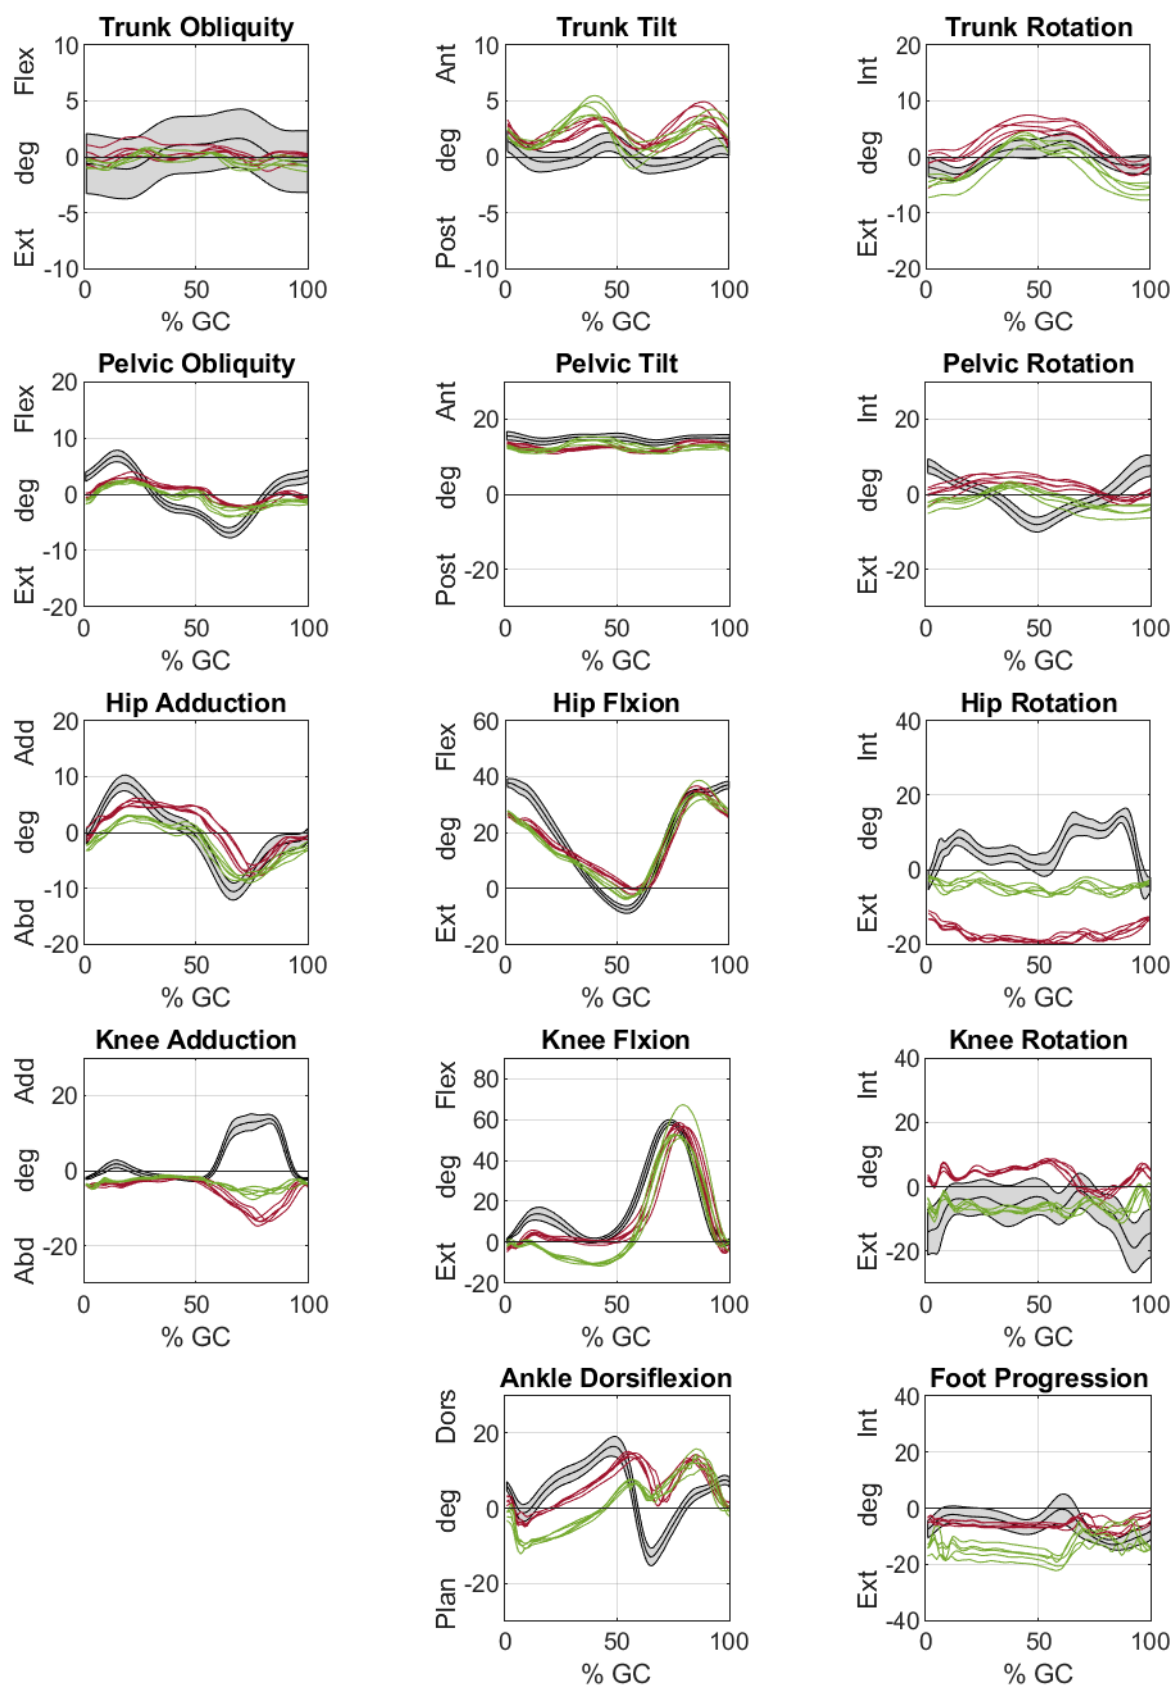 Trunk Obliquity Trunk Tilt Trunk Rotation
Flex 10 Ant 10 Int 20
5 5 10
deg 0 deg 0 deg 0
-5 -5 -10
Ext -10 Post -10 Ext -20
0 50 100 0 50 100 0 50 100
% GC % GC % GC
Pelvic Obliquity Pelvic Tilt Pelvic Rotation
Flex 20 Ant Int
10 20 20
deg 0 deg 0 deg 0
-10 -20 -20
Ext -20 Post Ext
0 50 100 0 50 100 0 50 100
% GC % GC % GC
Hip Adduction Hip Flxion Hip Rotation
Add 20 Flex 60 Int 40
10 40 20
deg 0 deg 20 deg 0
-10 0
Abd -20 Ext -20 Ext -20
0 50 100 0 50 100 0 50 100
% GC % GC % GC
Knee Adduction Knee Flxion Knee Rotation
Add Flex 80 Int 40
20 60 20
deg 0 deg 40 deg 0
20
-20 0 -20
Abd Ext -20 Ext
0 50 100 0 50 100 0 50 100
% GC % GC % GC
Ankle Dorsiflexion Foot Progression
Dors Int 40
20 20
deg 0 deg 0
-20 -20
Plan Ext -40
0 50 100 0 50 100
% GC % GC